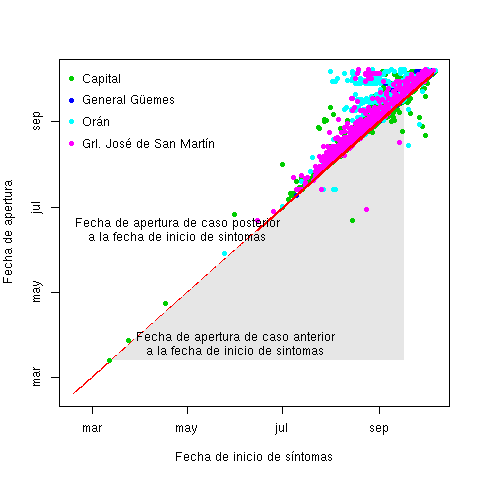 Capital
General Güemes
Orán
Grl. José de San Martín
Fecha de apertura de caso posterior
a la fecha de inicio de sintomas
Fecha de apertura de caso anterior
a la fecha de inicio de sintomas
Fecha de apertura
sep
jul
may
mar
mar
may
jul
sep
Fecha de inicio de síntomas